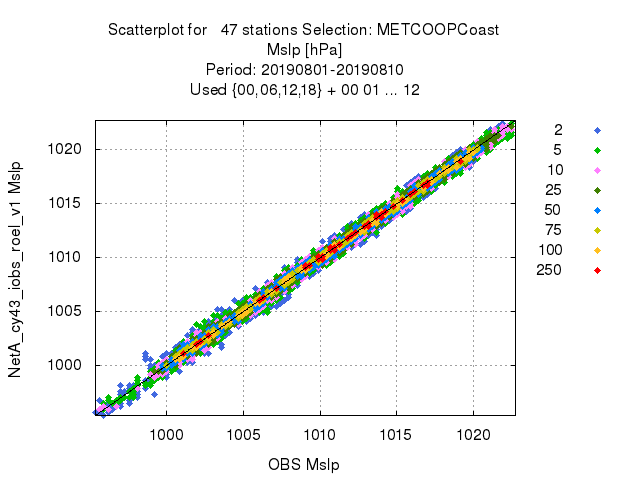 Scatterplot for 47 stations Selection: METCOOPCoast
Mslp [hPa]
Period: 20190801-20190810
Used {00,06,12,18} + 00 01 ... 12
NetA_cy43_iobs_roel_v1 Mslp
1020
1015
1010
1005
1000
2
5
10
25
50
75
100
250
1000 1005 1010 1015 1020
OBS Mslp